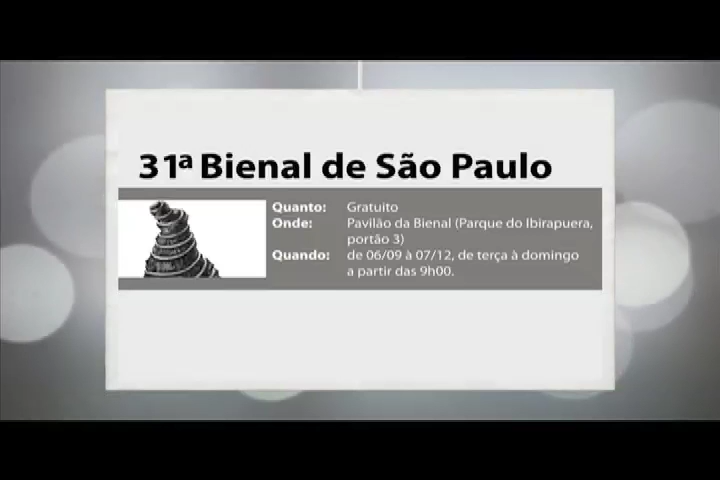 31ª Bienal de São Paulo
Quanto: Gratuito
Onde: Pavilão da Bienal (Parque do Ibirapuera,
portão 3)
Quando: de 06/09 à 07/12, de terça à domingo
a partir das 9h00.